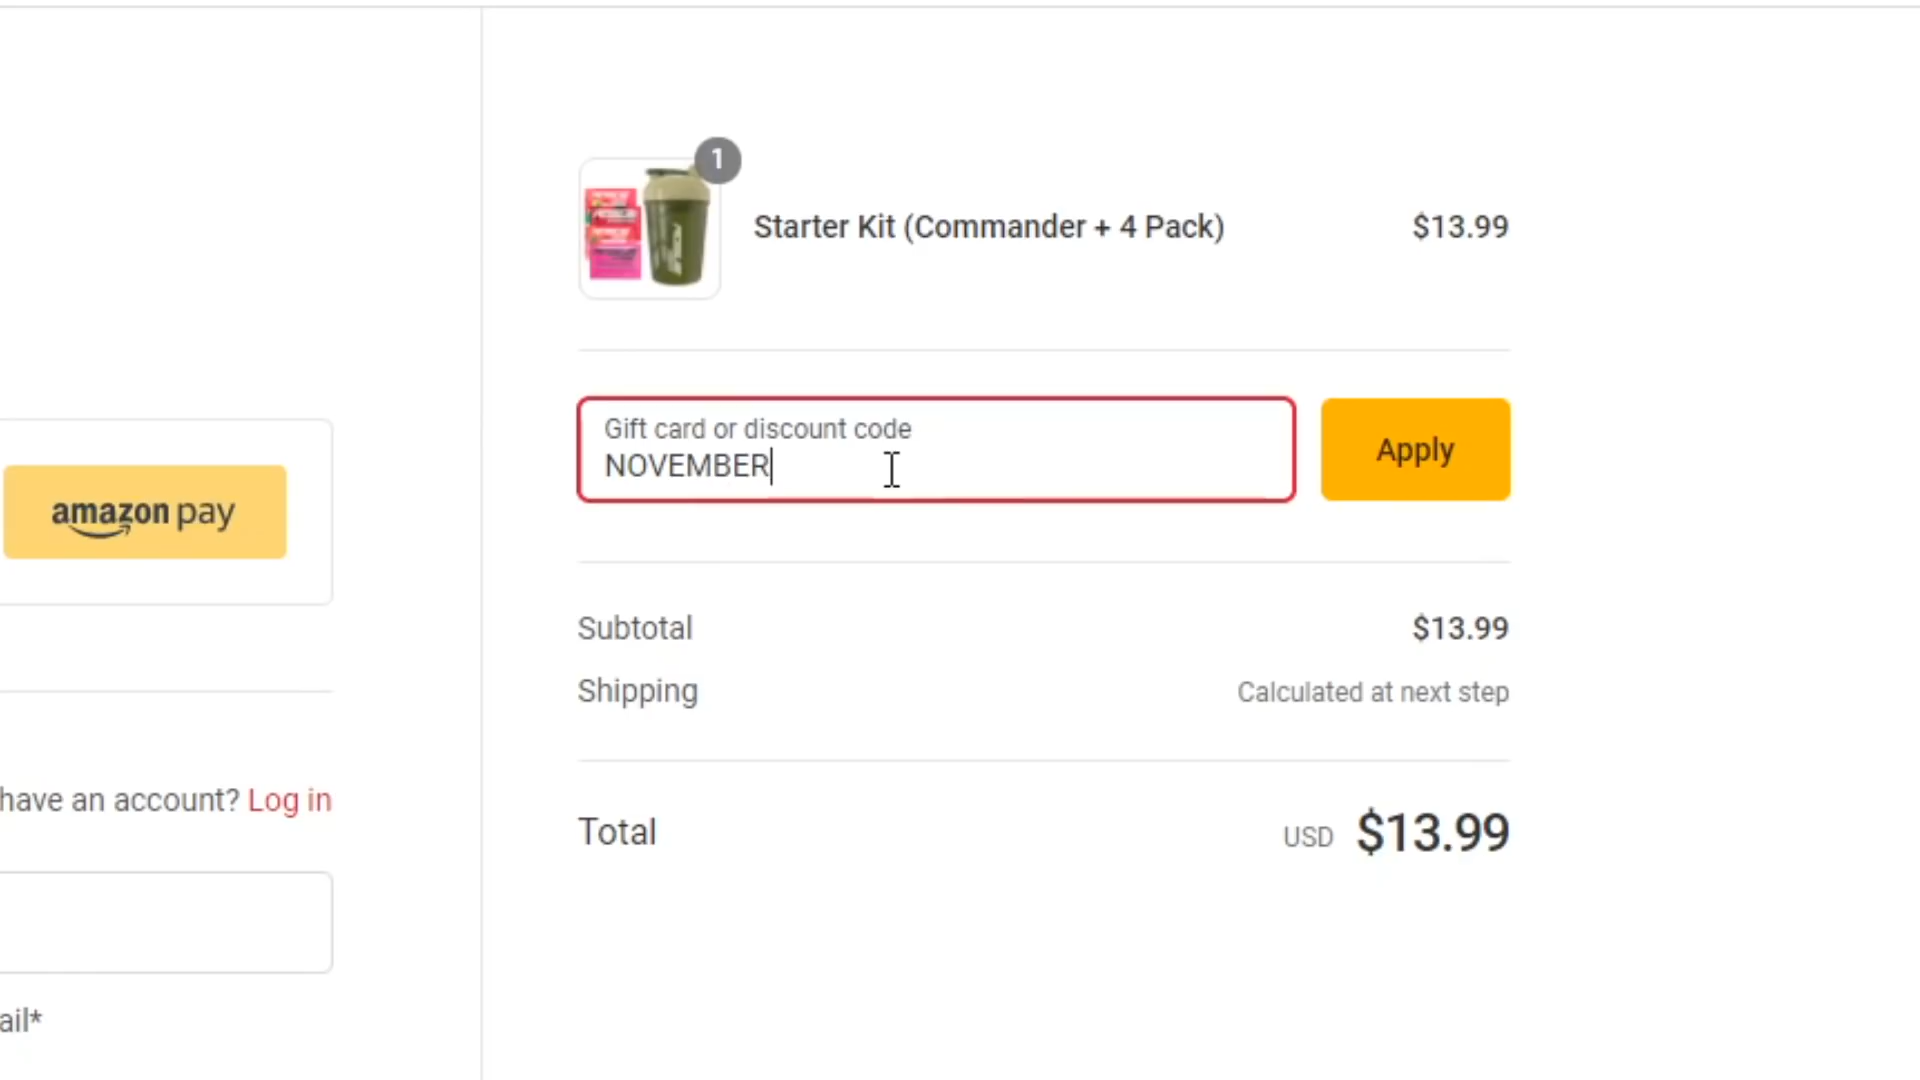 1
Starter Kit (Commander + 4 Pack)
$13.99
Gift card or discount code
NOVEMBER
Apply
amazon pay
Subtotal
$13.99
Shipping
Calculated at next step
have an account? Log in
Total
USD $13.99
ail*